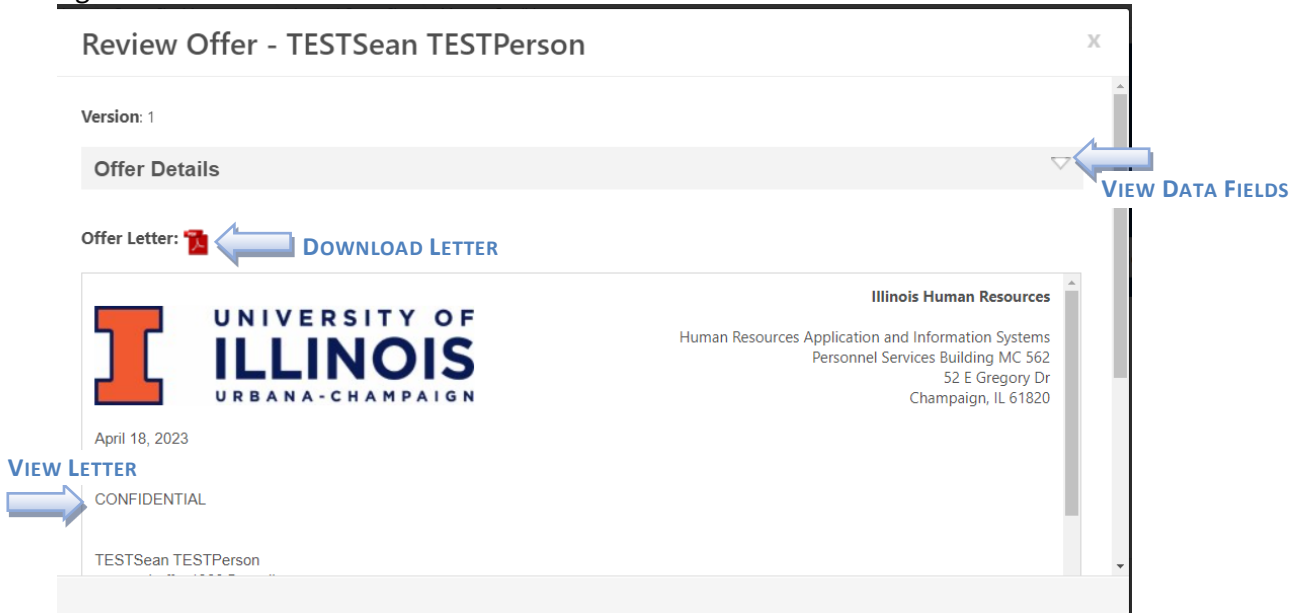 Review Offer - TESTSean TESTPerson
x
Version: 1
Offer Details
VIEW DATA FIELDS
Offer Letter:
DOWNLOAD LETTER
UNIVERSITY OF
ILLINOIS
URBANA-CHAMPAIGN
Illinois Human Resources
Human Resources Application and Information Systems
Personnel Services Building MC 562
52 E Gregory Dr
Champaign, IL 61820
April 18, 2023
VIEW LETTER
CONFIDENTIAL
TESTSean TESTPerson